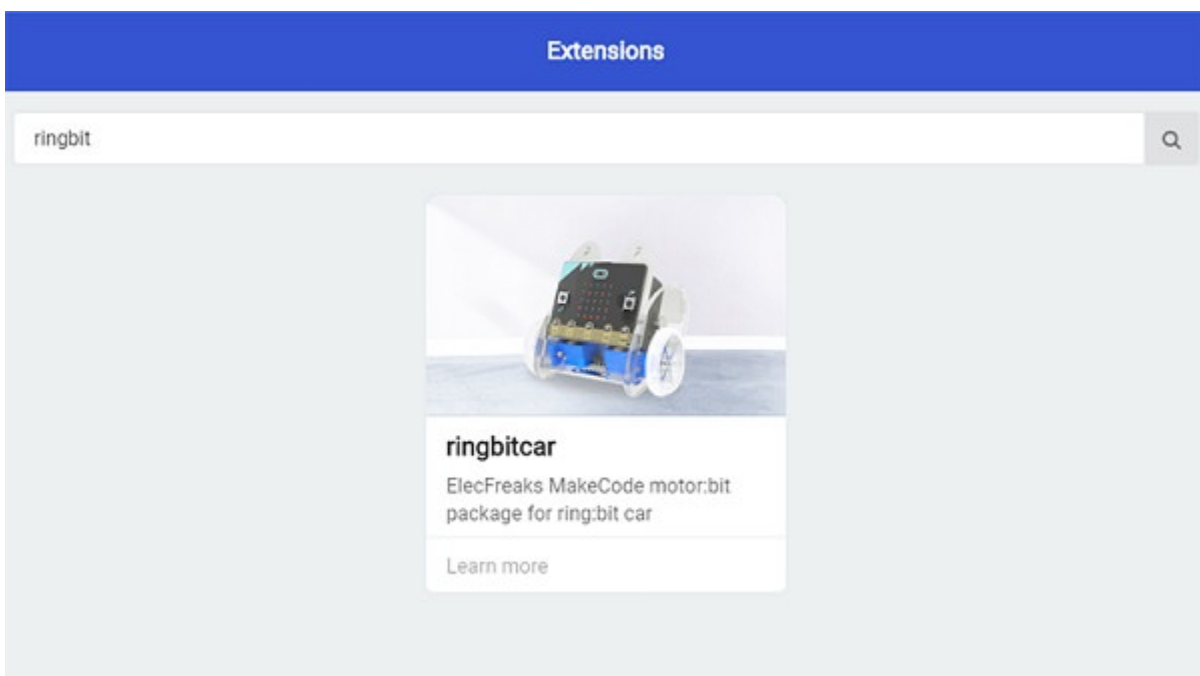 Extensions
ringbit
ringbitcar
ElecFreaks MakeCode motor:bit
package for ring:bit car
Learn more